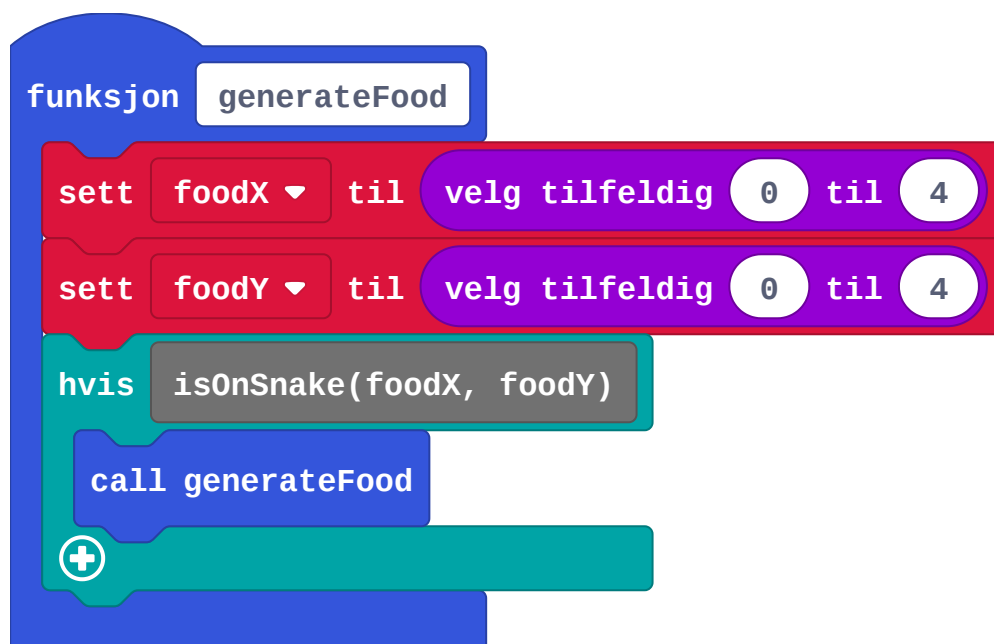 funksjon generateFood
sett foodX til velg tilfeldig 0 til 4
sett foodY til velg tilfeldig 0 til 4
hvis isOnSnake(foodX, foodY)
call generateFood